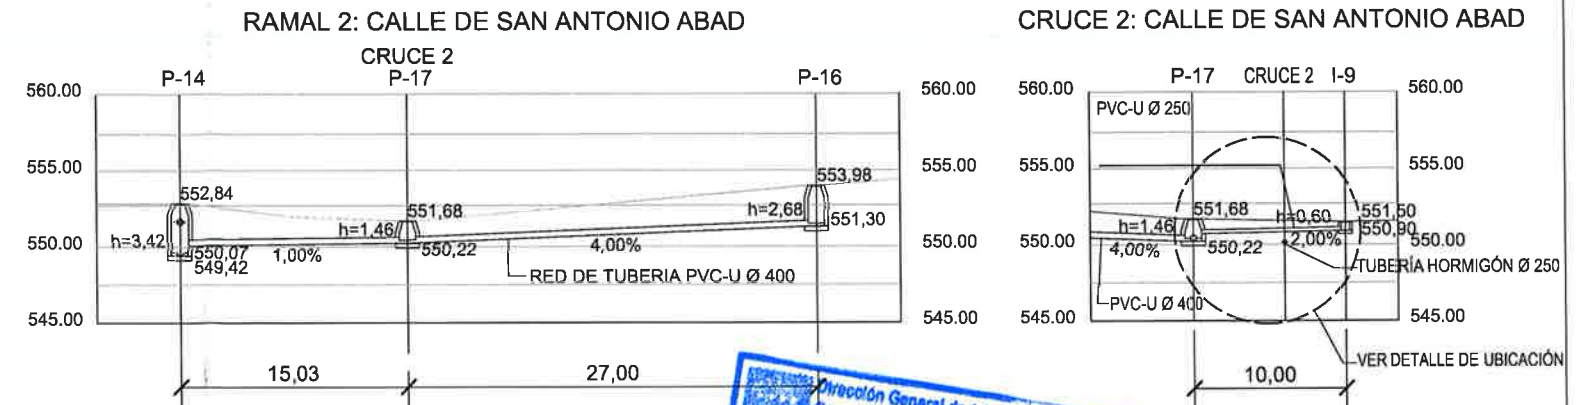 RAMAL 2: CALLE DE SAN ANTONIO ABAD
CRUCE 2
P-14
P-17
P-16
560.00
560.00
555.00
555.00
550.00
550.00
545.00
545.00
552,84
h=3,42
550,07
549,42
1,00%
551,68
h=1,46
550,22
4,00%
RED DE TUBERIA PVC-U Ø 400
553,98
h=2,68
551,30
15,03
27,00
CRUCE 2: CALLE DE SAN ANTONIO ABAD
P-17
CRUCE 2
I-9
560.00
560.00
PVC-U Ø 250
555.00
555.00
551,68
h=0,60
551,50
h=1,46
550,90
550.00
550.00
4,00%
550,22
2,00%
TUBERÍA HORMIGÓN Ø 250
PVC-U Ø 400
545.00
545.00
VER DETALLE DE UBICACIÓN
10,00
Dirección General de